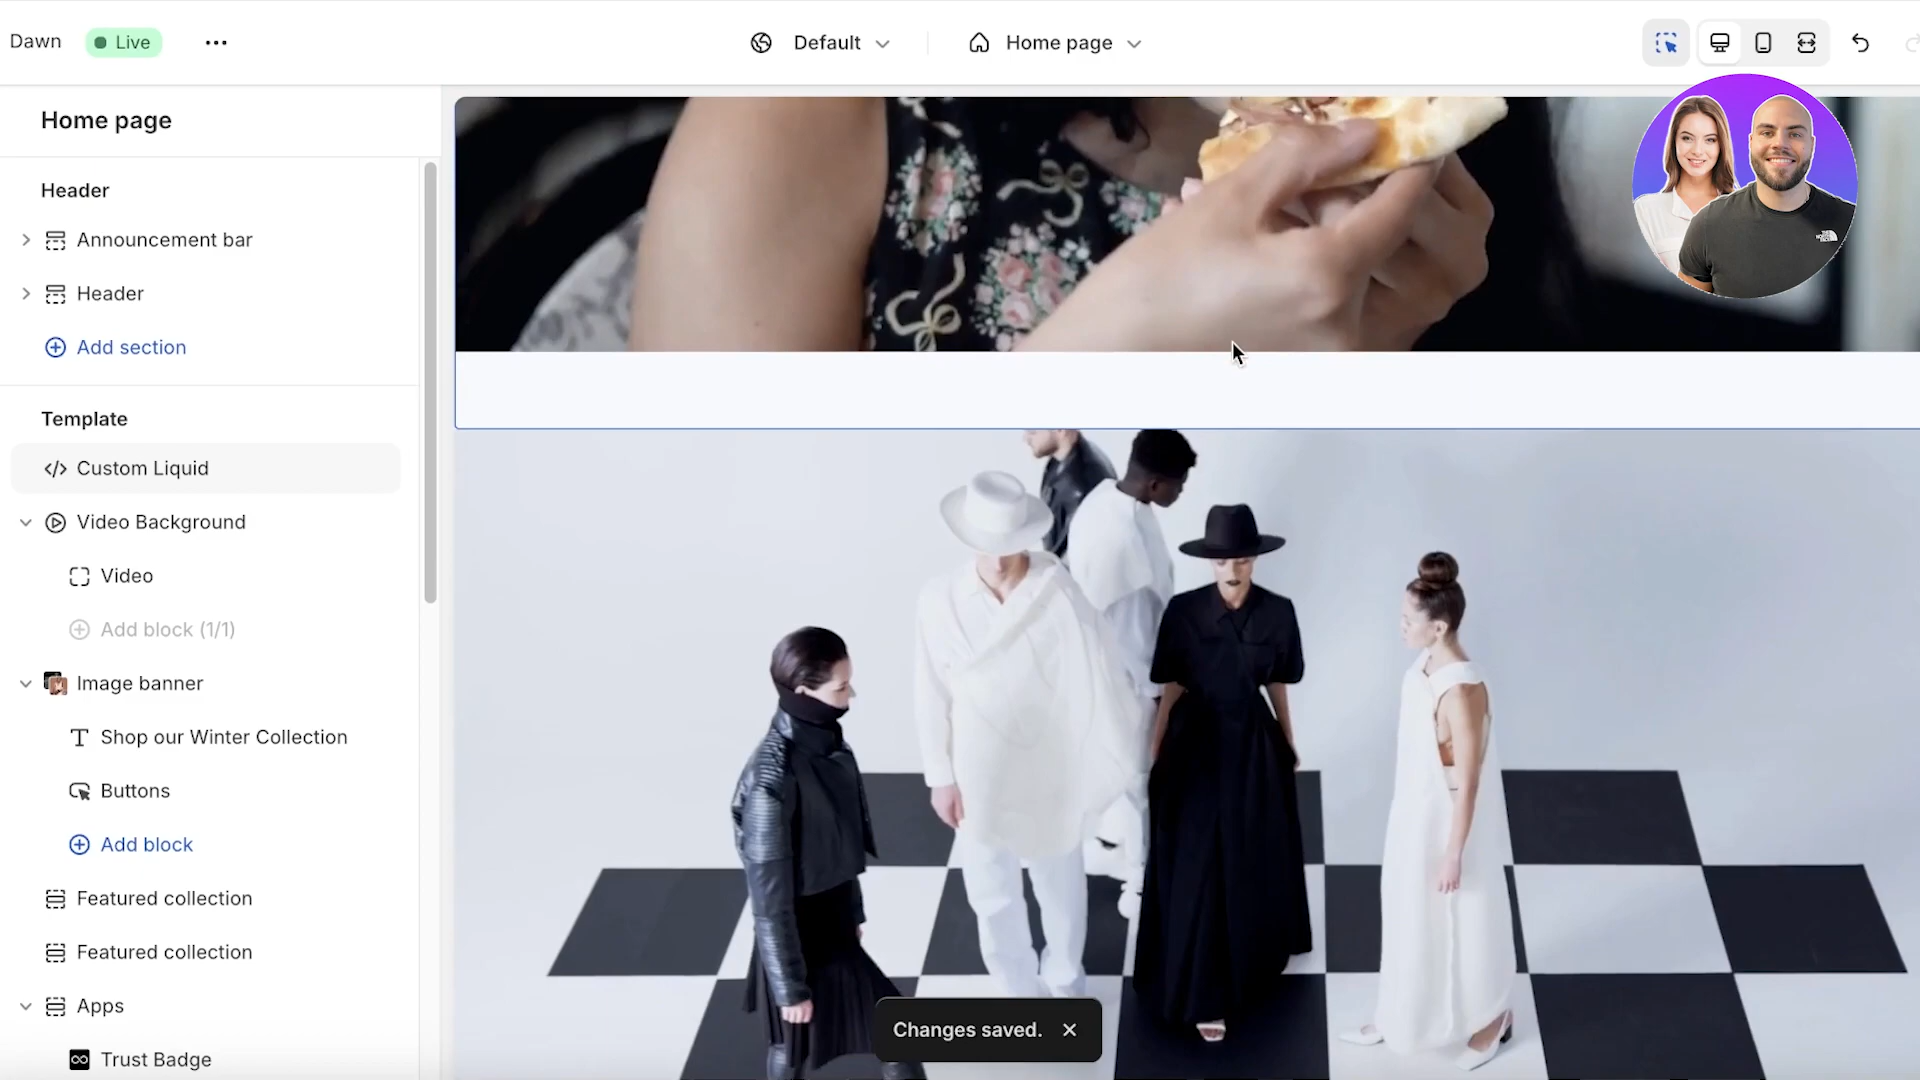 Dawn
Live
Default
Home page
Home page
Header
Announcement bar
Header
Add section
Template
Custom Liquid
Video Background
Video
Add block (1/1)
Image banner
Shop our Winter Collection
Buttons
Add block
Featured collection
Featured collection
Apps
Trust Badge
Changes saved.